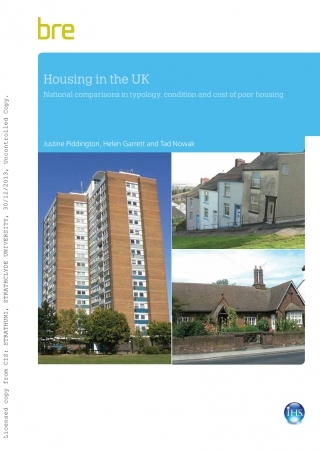 bre
Housing in the UK
National comparisons in typology, condition and cost of poor housing
Justine Piddington, Helen Garrett and Tad Nowak
Licensed copy from CIS: STRATHUNI, STRATHCLYDE UNIVERSITY, 30/12/2013, Uncontrolled Copy.
IHS